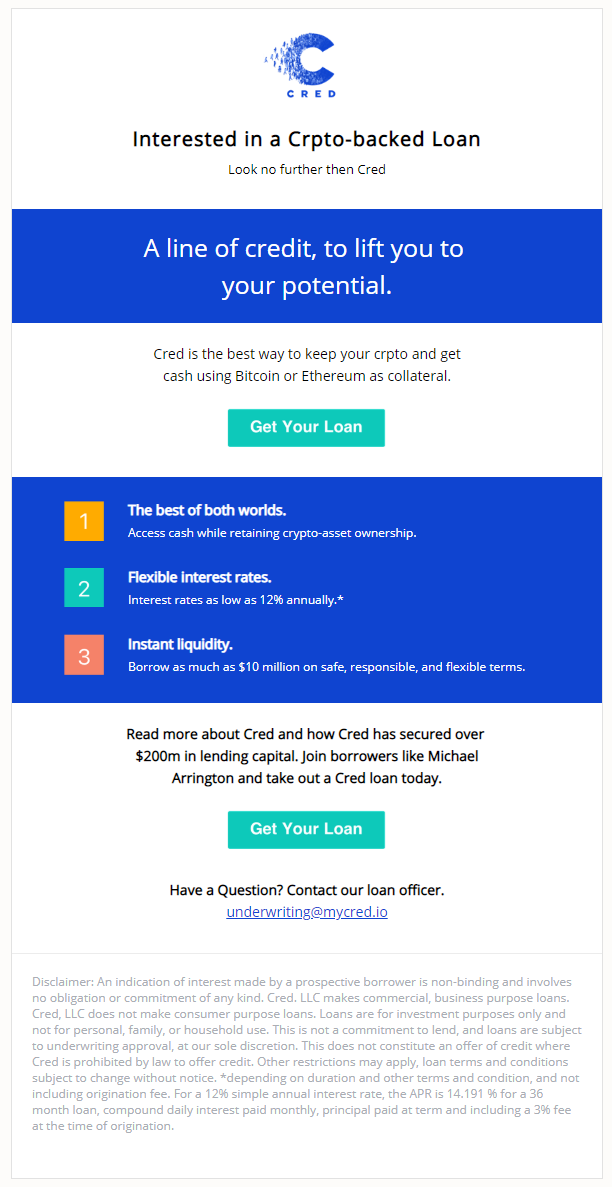 CRED
Interested in a Crpto-backed Loan
Look no further then Cred
A line of credit, to lift you to
your potential.
Cred is the best way to keep your crpto and get
cash using Bitcoin or Ethereum as collateral.
Get Your Loan
1
The best of both worlds.
Access cash while retaining crypto-asset ownership.
2
Flexible interest rates.
Interest rates as low as 12% annually.*
3
Instant liquidity.
Borrow as much as $10 million on safe, responsible, and flexible terms.
Read more about Cred and how Cred has secured over
$200m in lending capital. Join borrowers like Michael
Arrington and take out a Cred loan today.
Get Your Loan
Have a Question? Contact our loan officer.
underwriting@mycred.io
Disclaimer: An indication of interest made by a prospective borrower is non-binding and involves
no obligation or commitment of any kind. Cred. LLC makes commercial, business purpose loans.
Cred, LLC does not make consumer purpose loans. Loans are for investment purposes only and
not for personal, family, or household use. This is not a commitment to lend, and loans are subject
to underwriting approval, at our sole discretion. This does not constitute an offer of credit where
Cred is prohibited by law to offer credit. Other restrictions may apply, loan terms and conditions
subject to change without notice. *depending on duration and other terms and condition, and not
including origination fee. For a 12% simple annual interest rate, the APR is 14.191 % for a 36
month loan, compound daily interest paid monthly, principal paid at term and including a 3% fee
at the time of origination.